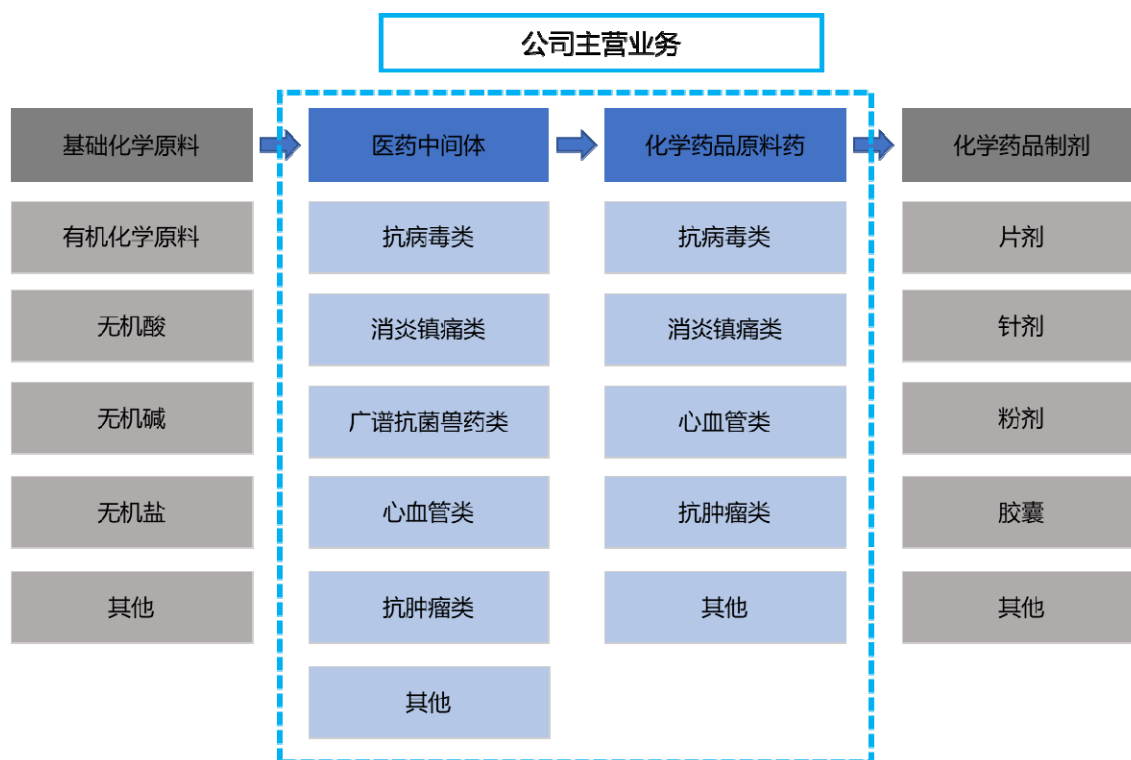 公司主营业务
基础化学原料
医药中间体
化学药品原料药
化学药品制剂
有机化学原料
抗病毒类
抗病毒类
片剂
无机酸
消炎镇痛类
消炎镇痛类
针剂
无机碱
广谱抗菌兽药类
心血管类
粉剂
无机盐
心血管类
抗肿瘤类
胶囊
其他
抗肿瘤类
其他
其他
其他